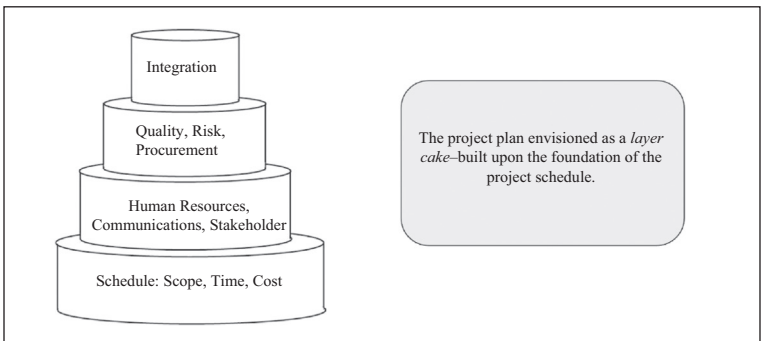 Integration
Quality, Risk,
Procurement
Human Resources,
Communications, Stakeholder
Schedule: Scope, Time, Cost
The project plan envisioned as a layer
cake–built upon the foundation of the
project schedule.